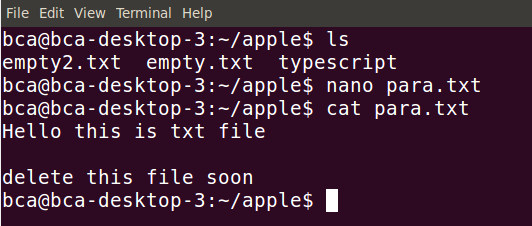 File Edit View Terminal Help
bca@bca-desktop-3:~/apple$ ls
empty2.txt  empty.txt  typescript
bca@bca-desktop-3:~/apple$ nano para.txt
bca@bca-desktop-3:~/apple$ cat para.txt
Hello this is txt file

delete this file soon
bca@bca-desktop-3:~/apple$